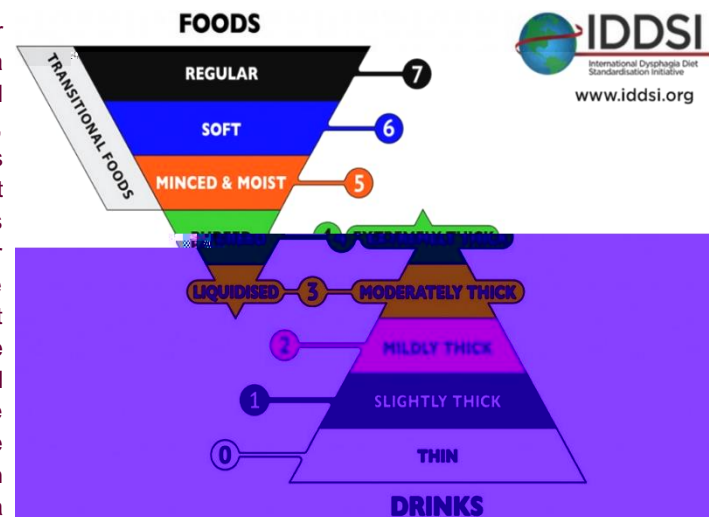 FOODS
IDDSI
International Dysphagia Diet
Standardisation Initiative
www.iddsi.org
TRANSITIONAL FOODS
REGULAR
7
SOFT
6
MINCED & MOIST
5
EXTREMELY THICK
LIQUIDISED
3
MODERATELY THICK
2
MILDLY THICK
1
SLIGHTLY THICK
0
THIN
DRINKS